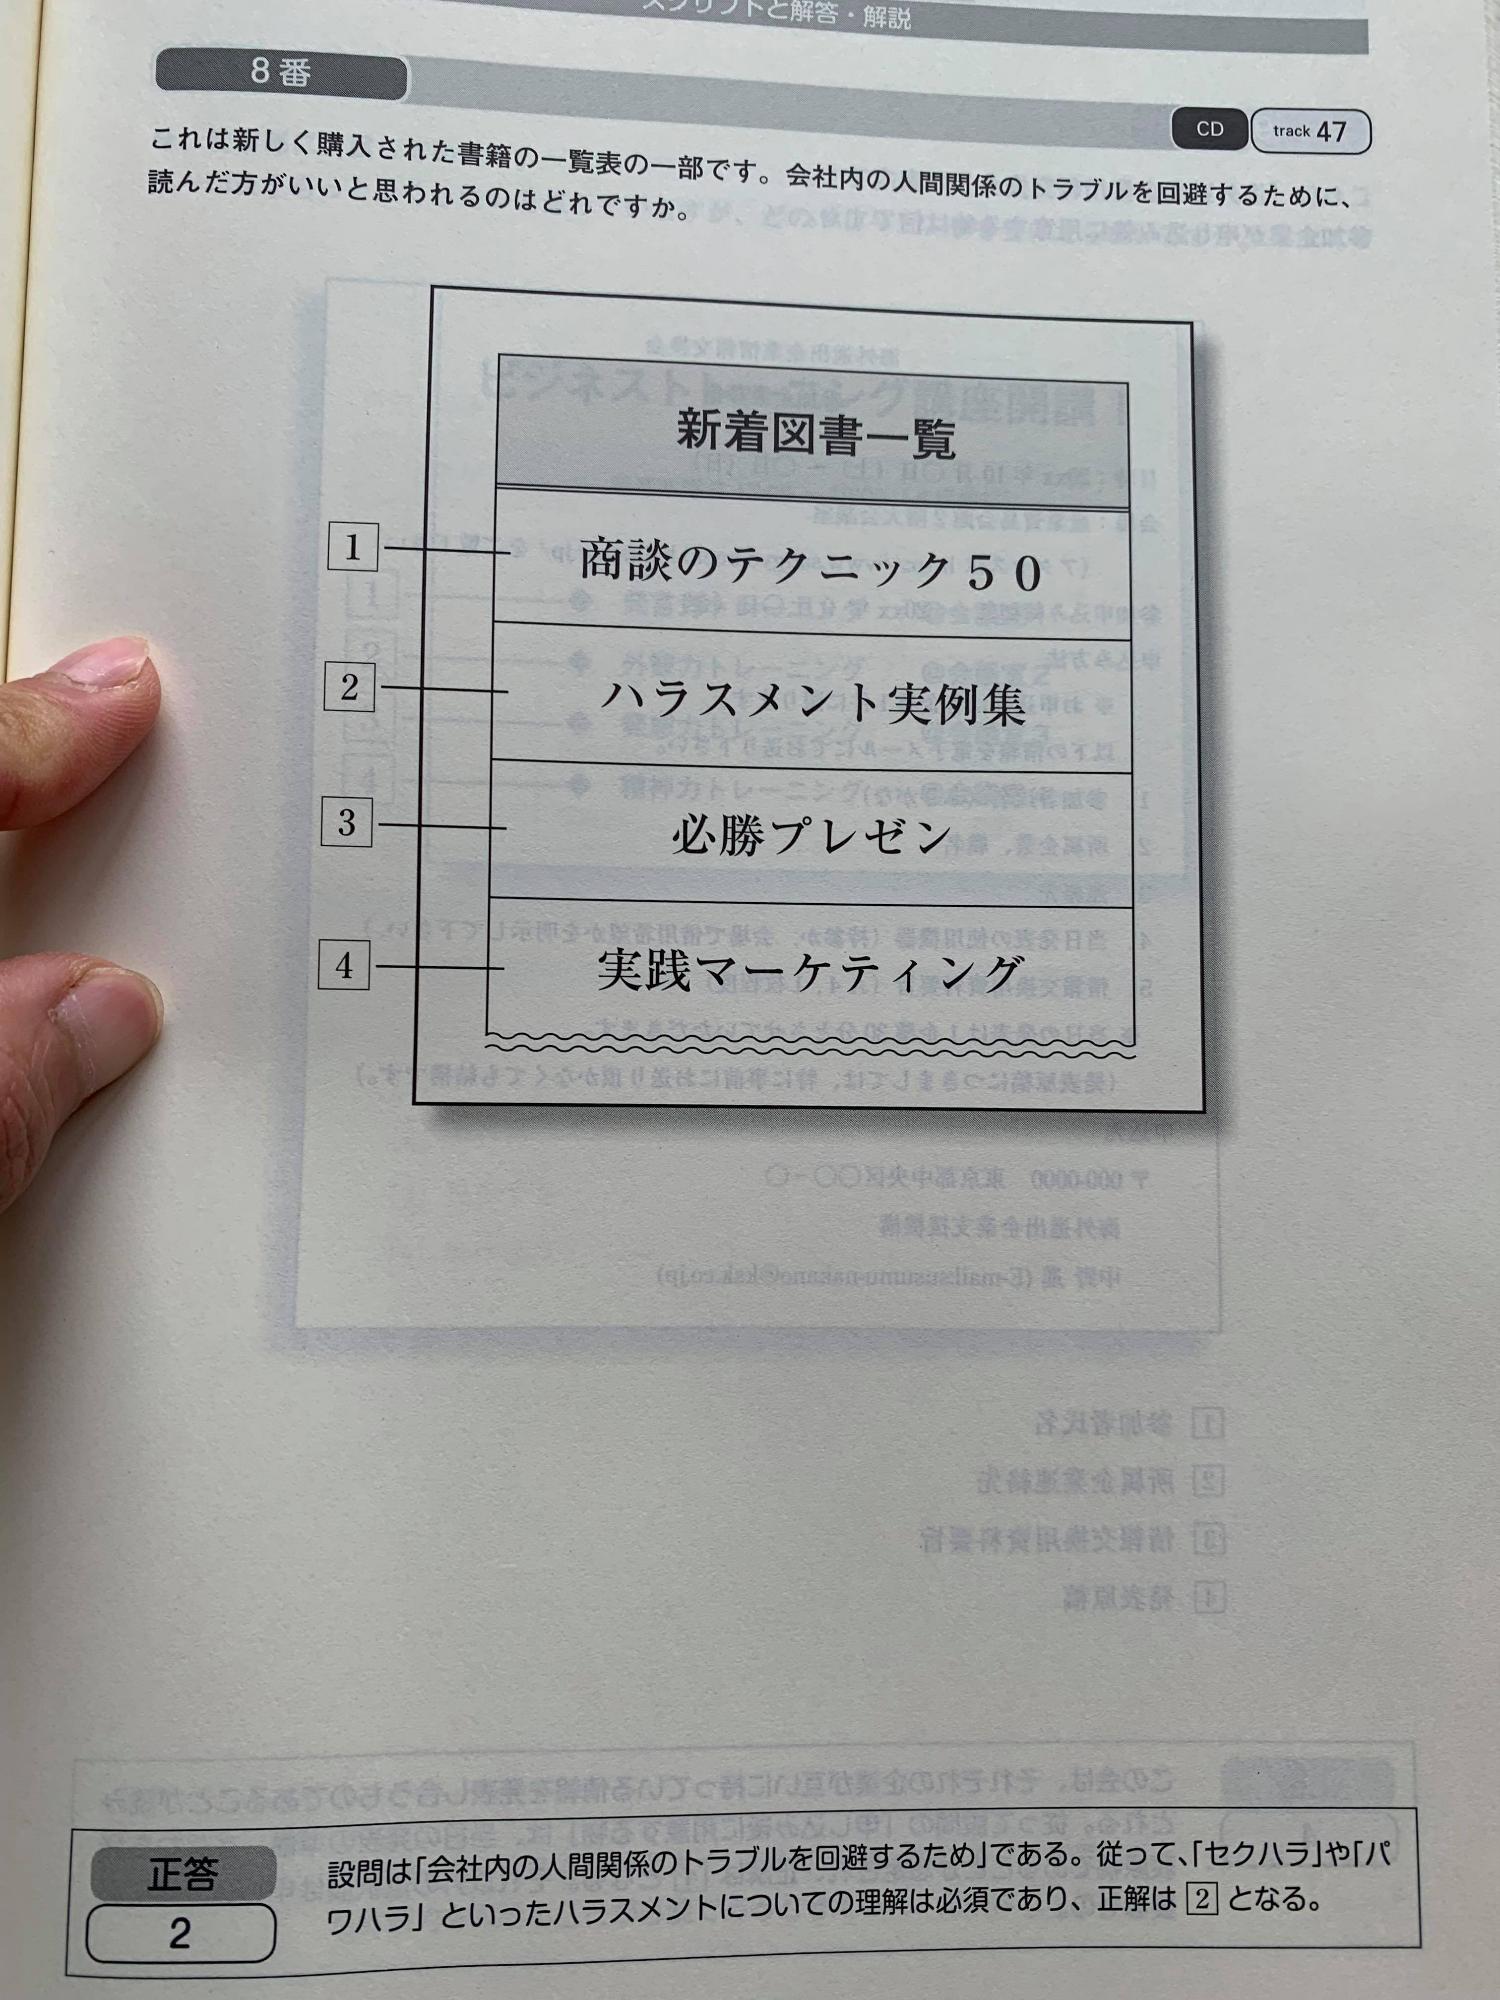 スクリプトと解答・解説
8番
CD track 47
これは新しく購入された書籍の一覧表の一部です。会社内の人間関係のトラブルを回避するために、
読んだ方がいいと思われるのはどれですか。
新着図書一覧
1 商談のテクニック50
2 ハラスメント実例集
3 必勝プレゼン
4 実践マーケティング
正答
2
設問は「会社内の人間関係のトラブルを回避するため」である。従って、「セクハラ」や「パ
ワハラ」といったハラスメントについての理解は必須であり、正解は 2 となる。